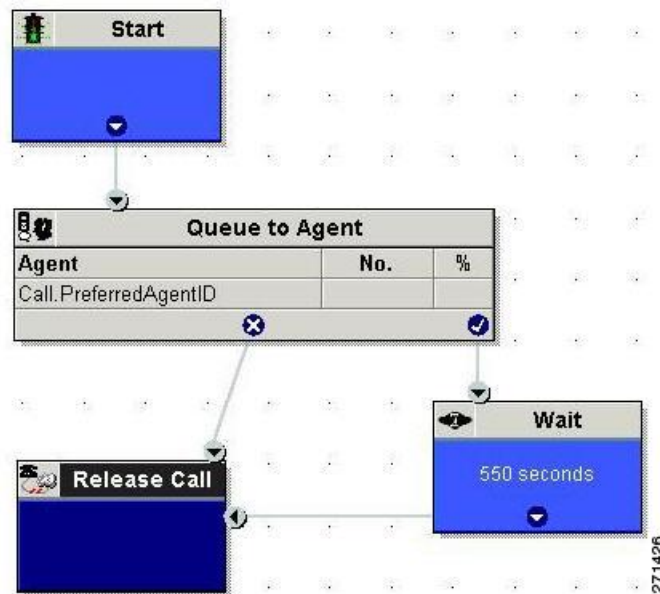 Start
Queue to Agent
Agent No. %
Call.PreferredAgentID
Wait
550 seconds
Release Call
271426